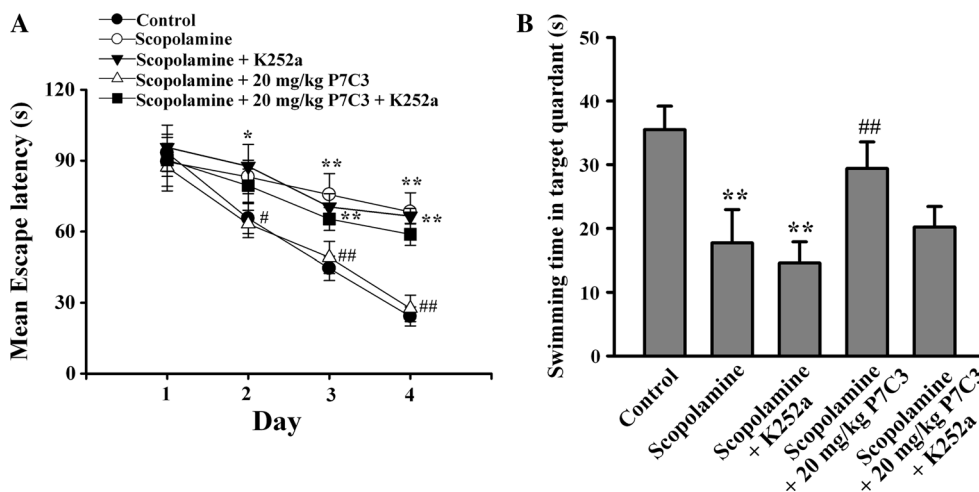 A
Control
Scopolamine
Scopolamine + K252a
Scopolamine + 20 mg/kg P7C3
Scopolamine + 20 mg/kg P7C3 + K252a
120
90
60
30
0
Mean Escape latency (s)
*
**
**
#
**
**
##
##
1 2 3 4
Day
B
50
40
30
20
10
0
Swimming time in target quardant (s)
**
**
##
Control
Scopolamine
Scopolamine
+ K252a
Scopolamine
+ 20 mg/kg P7C3
Scopolamine
+ 20 mg/kg P7C3
+ K252a